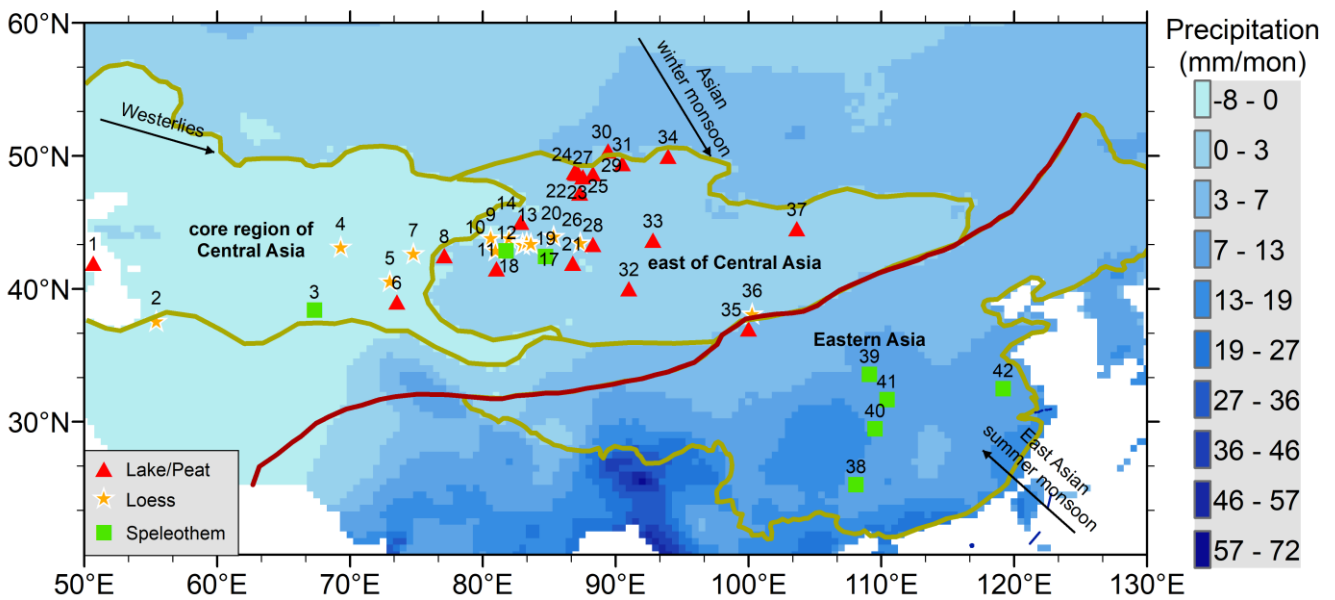 60°N
50°N
40°N
30°N
50°E
60°E
70°E
80°E
90°E
100°E
110°E
120°E
130°E
Westerlies
Asian
winter monsoon
East Asian
summer monsoon
core region of
Central Asia
east of Central Asia
Eastern Asia
1
2
3
4
5
6
7
8
9
10
11
12
13
14
17
18
19
20
21
22
23
24
25
26
27
28
29
30
31
32
33
34
35
36
37
38
39
40
41
42
Lake/Peat
Loess
Speleothem
Precipitation
(mm/mon)
-8 - 0
0 - 3
3 - 7
7 - 13
13- 19
19 - 27
27 - 36
36 - 46
46 - 57
57 - 72